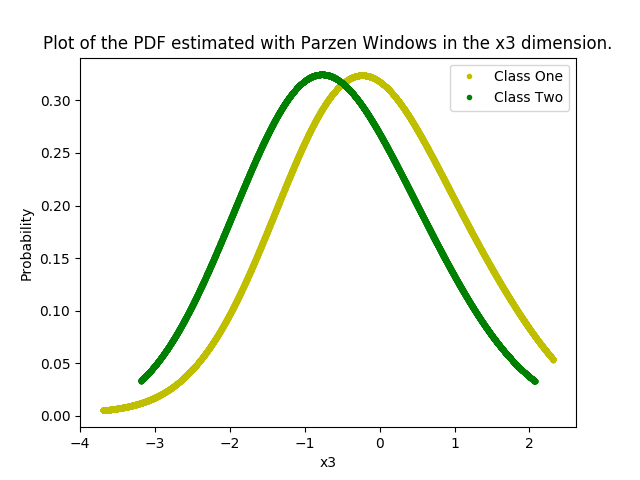 Plot of the PDF estimated with Parzen Windows in the x3 dimension.
Class One
Class Two
0.30
0.25
0.20
0.15
0.10
0.05
0.00
Probability
−4
−3
−2
−1
0
1
2
x3